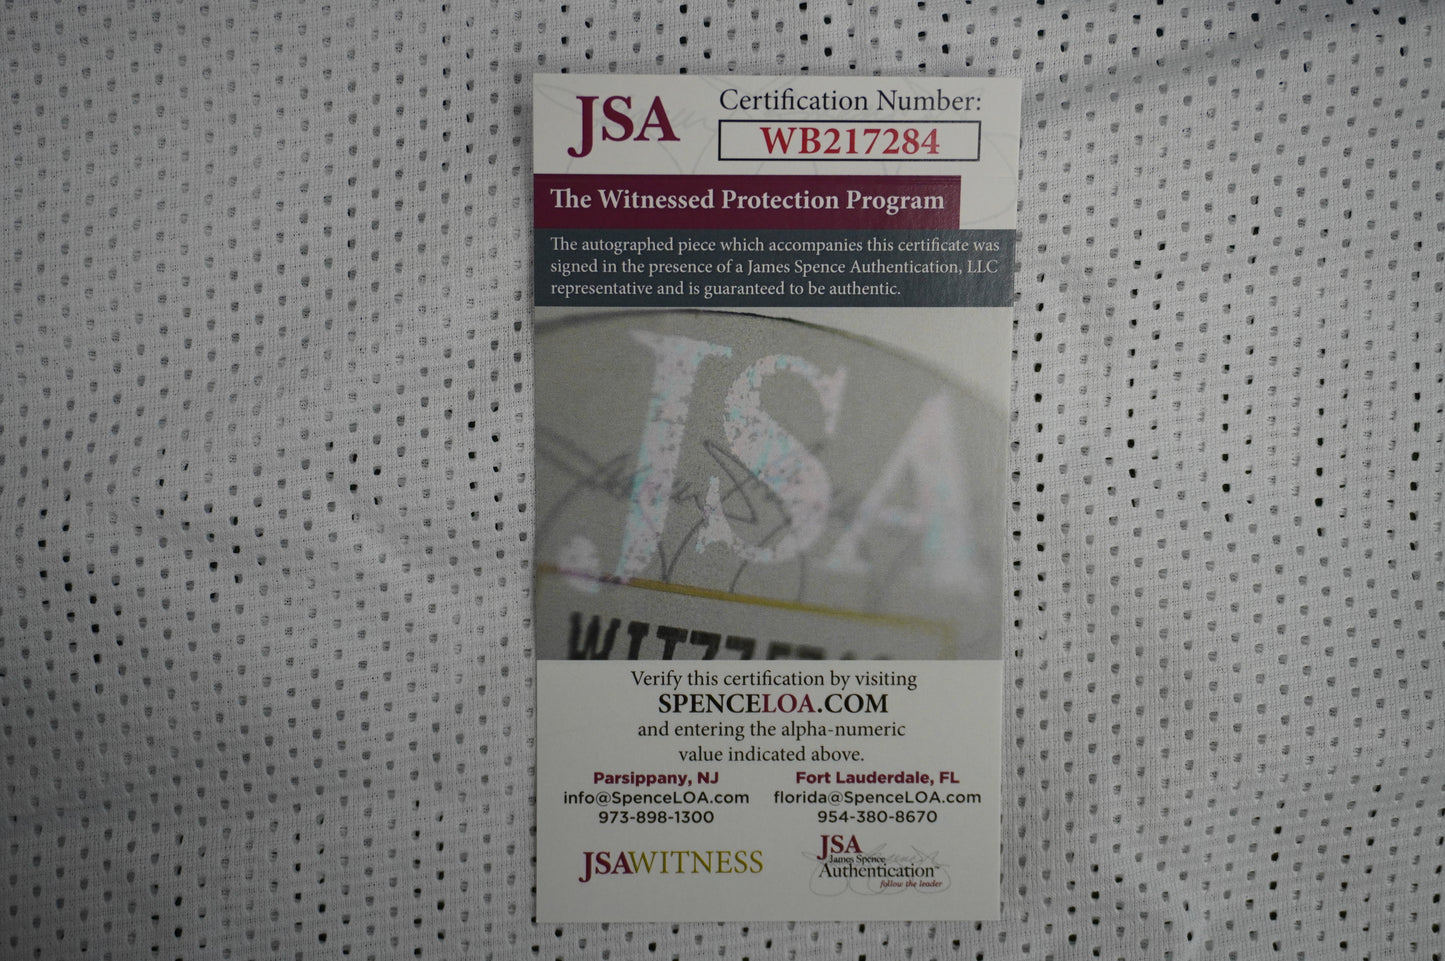 JSA
Certification Number:
WB217284
The Witnessed Protection Program
The autographed piece which accompanies this certificate was
signed in the presence of a James Spence Authentication, LLC
representative and is guaranteed to be authentic.
JSA
Verify this certification by visiting
SPENCELOA.COM
and entering the alpha-numeric
value indicated above.
Parsippany, NJ
info@SpenceLOA.com
973-898-1300
Fort Lauderdale, FL
florida@SpenceLOA.com
954-380-8670
JSAWITNESS
JSA
James Spence
Authentication
follow the leader